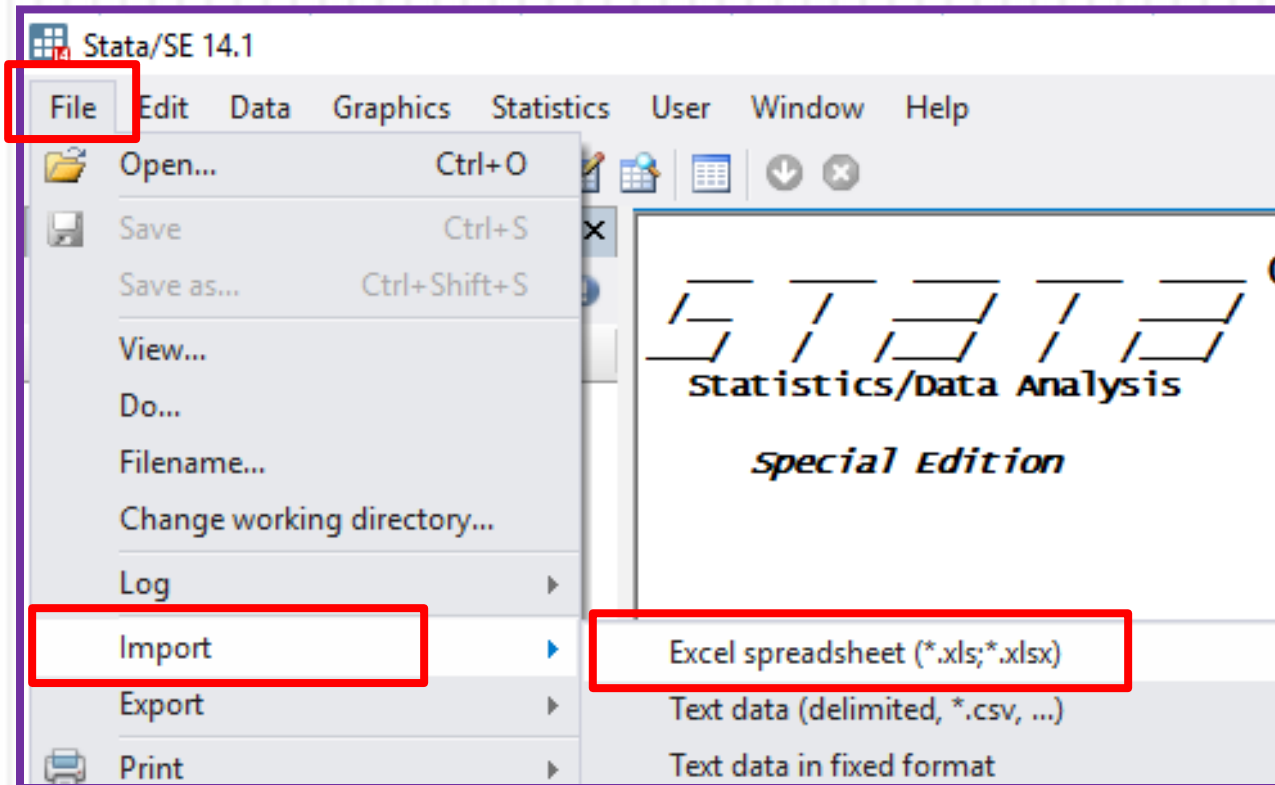 Stata/SE 14.1
File Edit Data Graphics Statistics User Window Help
Open... Ctrl+O
Save Ctrl+S
Save as... Ctrl+Shift+S
View...
Do...
Filename...
Change working directory...
Log
Import
Export
Print
STATA
Statistics/Data Analysis
Special Edition
Excel spreadsheet (*.xls;*.xlsx)
Text data (delimited, *.csv, ...)
Text data in fixed format